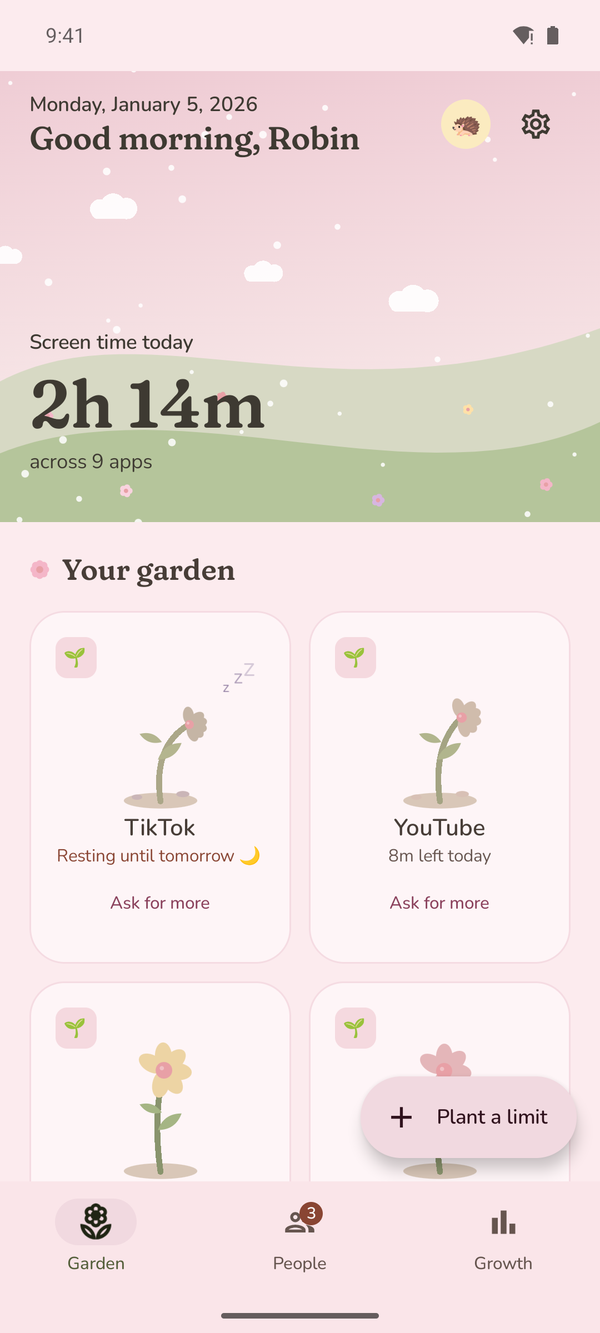 9:41
Monday, January 5, 2026
Good morning, Robin
Screen time today
2h 14m
across 9 apps
Your garden
z z Z
TikTok
Resting until tomorrow 🌙
Ask for more
YouTube
8m left today
Ask for more
Plant a limit
3
Garden
People
Growth